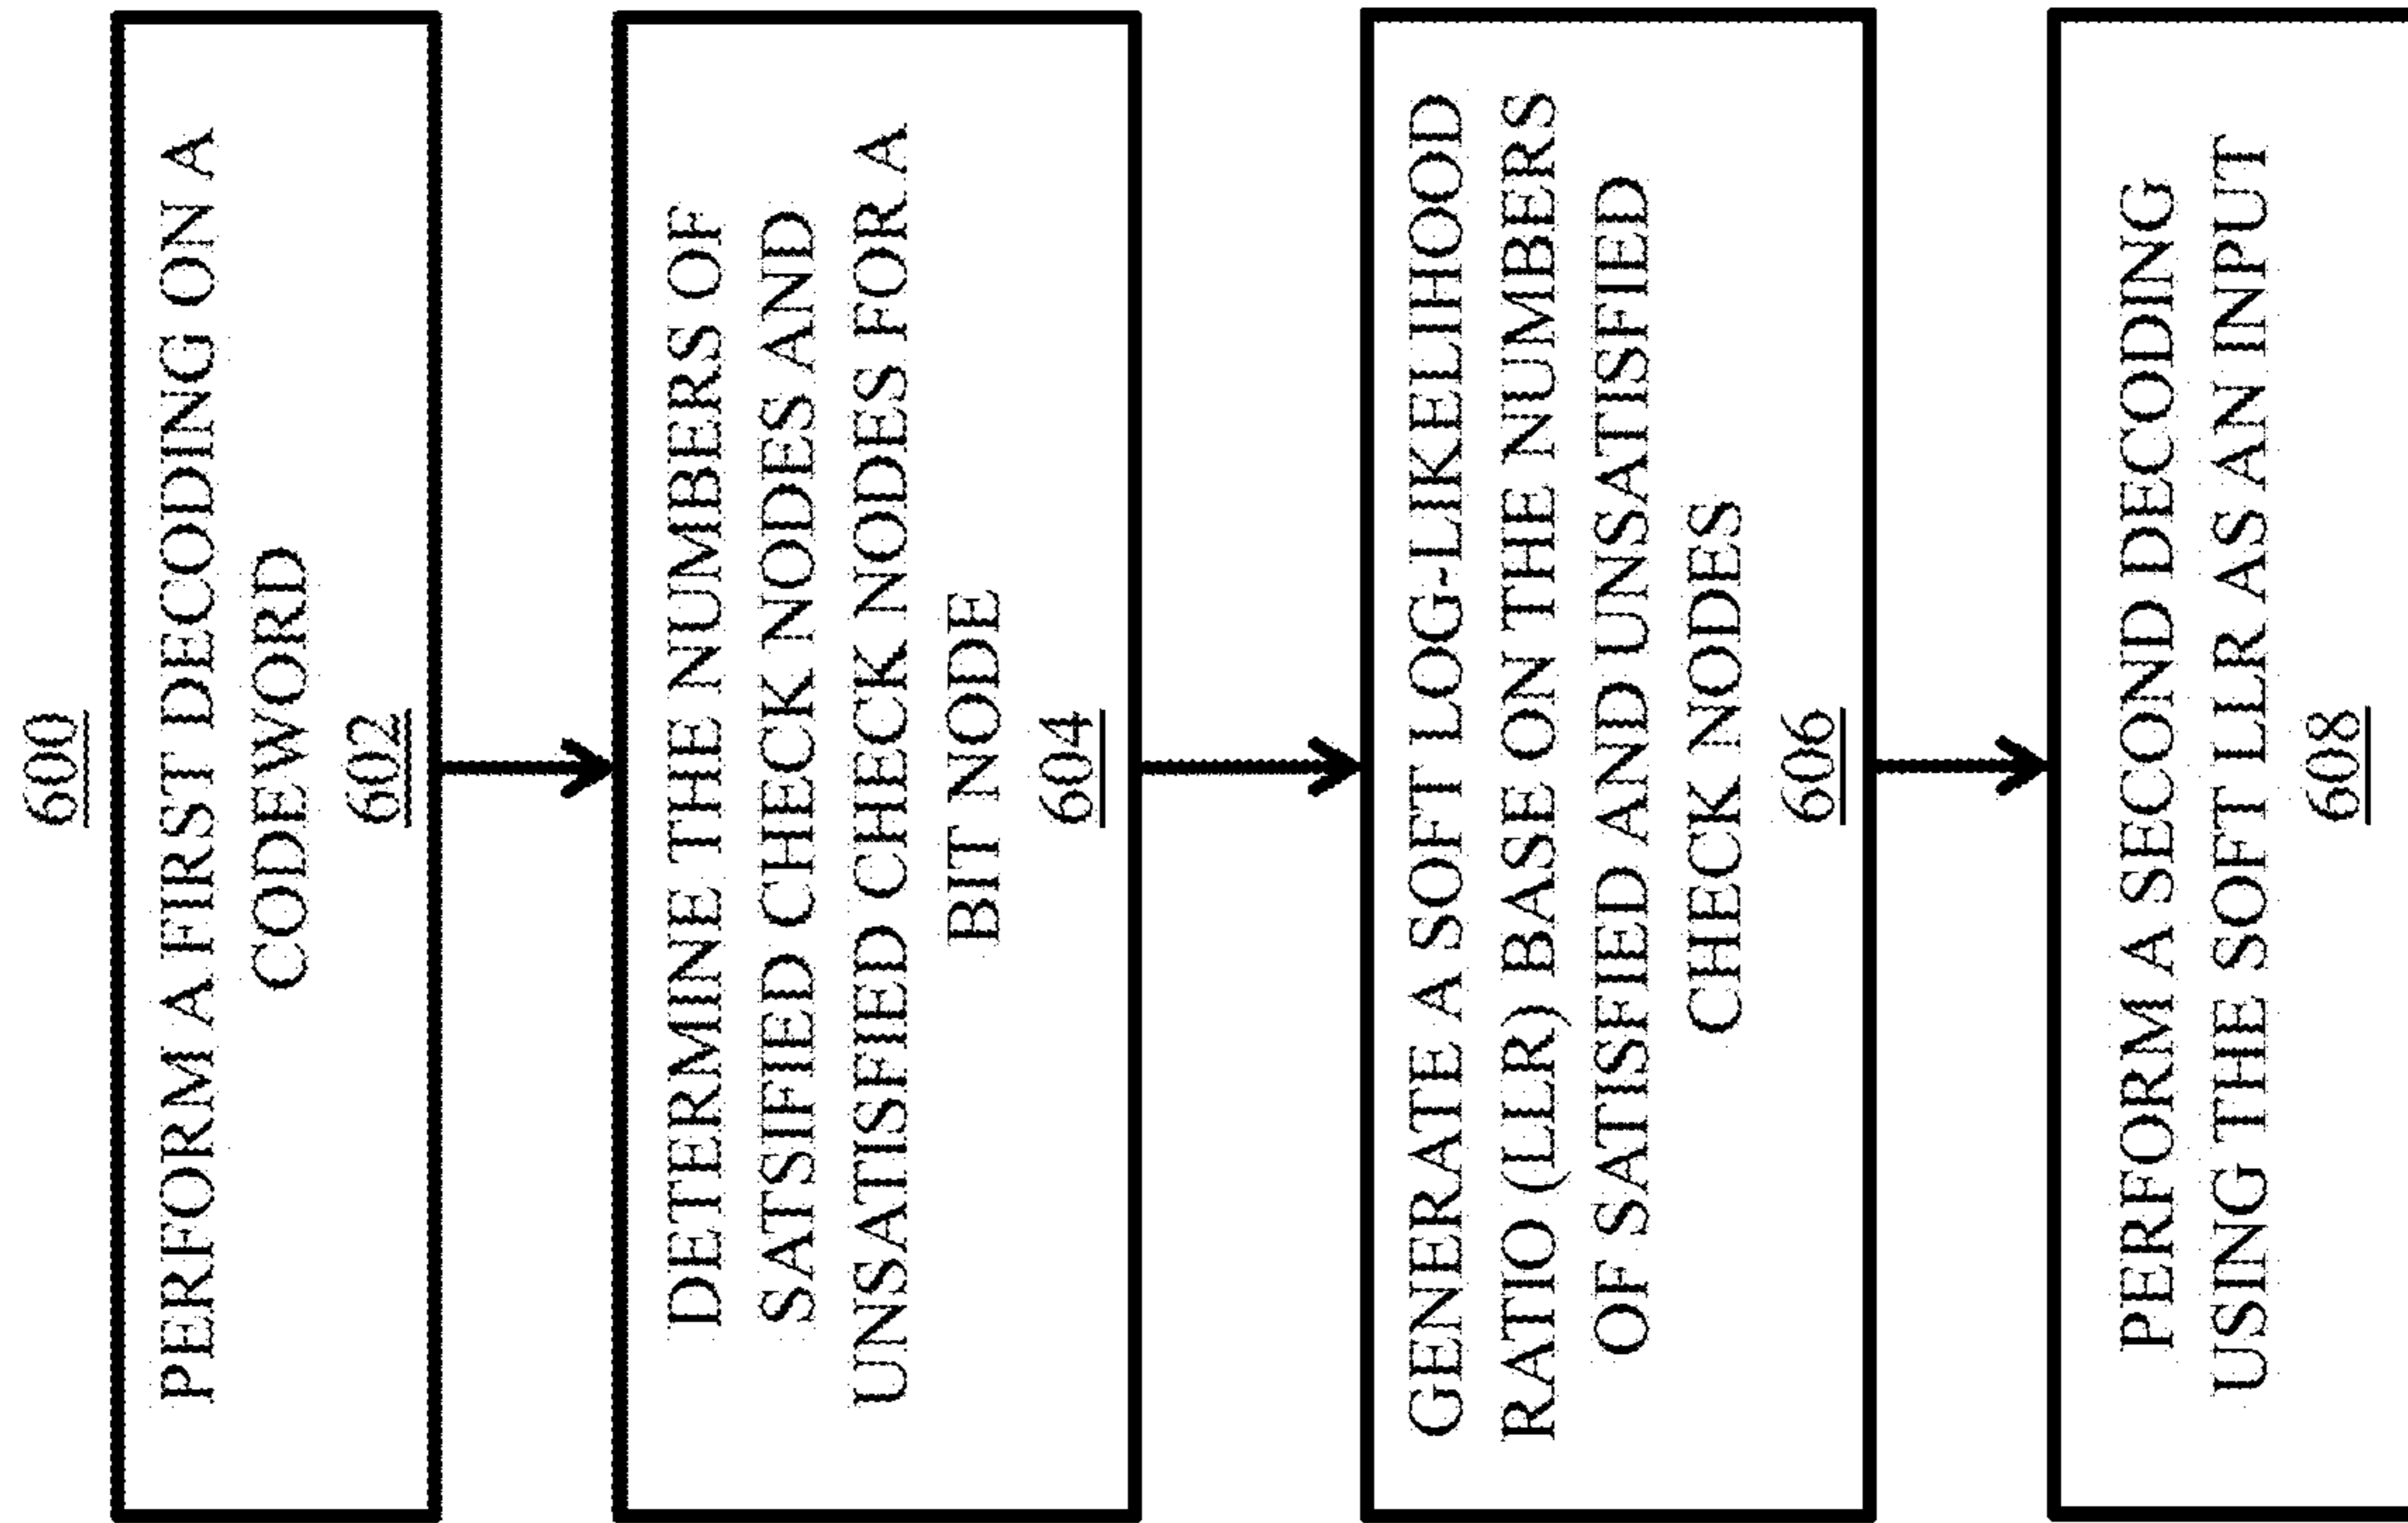 600
PERFORM A FIRST DECODING ON A
CODEWORD
602
DETERMINE THE NUMBERS OF
SATSIFIED CHECK NODES AND
UNSATISFIED CHECK NODES FOR A
BIT NODE
604
GENERATE A SOFT LOG-LIKELIHOOD
RATIO (LLR) BASE ON THE NUMBERS
OF SATISFIED AND UNSATISFIED
CHECK NODES
606
PERFORM A SECOND DECODING
USING THE SOFT LLR AS AN INPUT
608